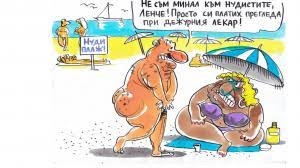 НЕ СЪМ МИНАЛ КЪМ НУДИСТИТЕ,
ЛЕНЧЕ! ПРОСТО СИ ПЛАТИХ ПРЕГЛЕДА
ПРИ ДЕЖУРНИЯ ЛЕКАР!
НУДИ
ПЛАЖ!